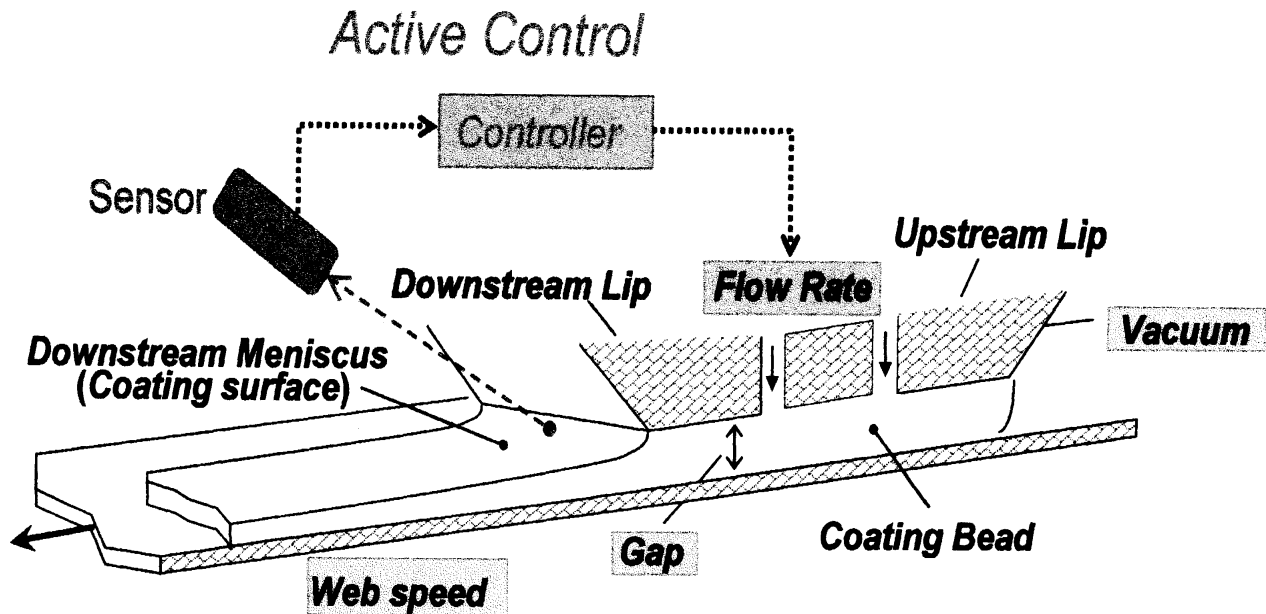 Active Control
Controller
Sensor
Upstream Lip
Downstream Lip
Flow Rate
Vacuum
Downstream Meniscus
(Coating surface)
Gap
Coating Bead
Web speed